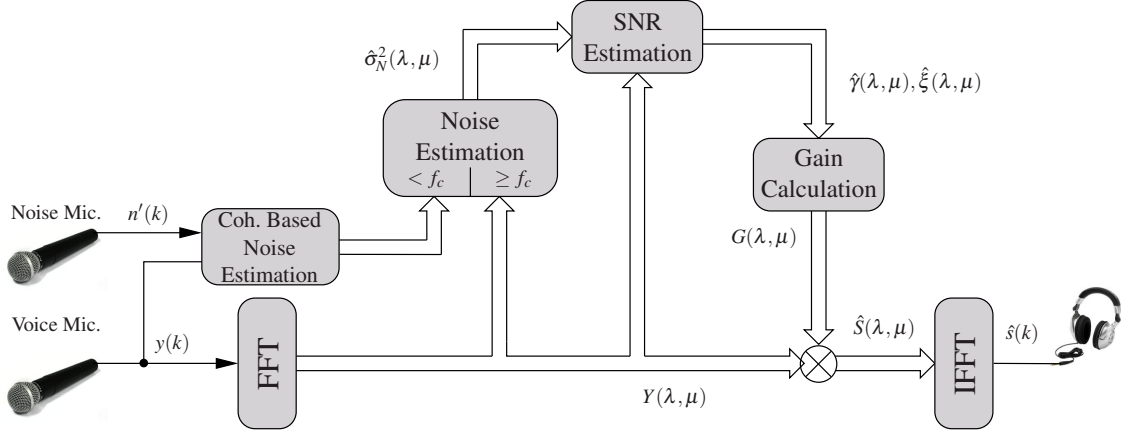 SNR
Estimation
σ̂²_N(λ,μ)
γ̂(λ,μ), ξ̂̂(λ,μ)
Noise
Estimation
< f_c
≥ f_c
Gain
Calculation
Noise Mic.
n′(k)
Coh. Based
Noise
Estimation
G(λ,μ)
Voice Mic.
y(k)
FFT
Ŝ(λ,μ)
IFFT
ŝ(k)
Y(λ,μ)